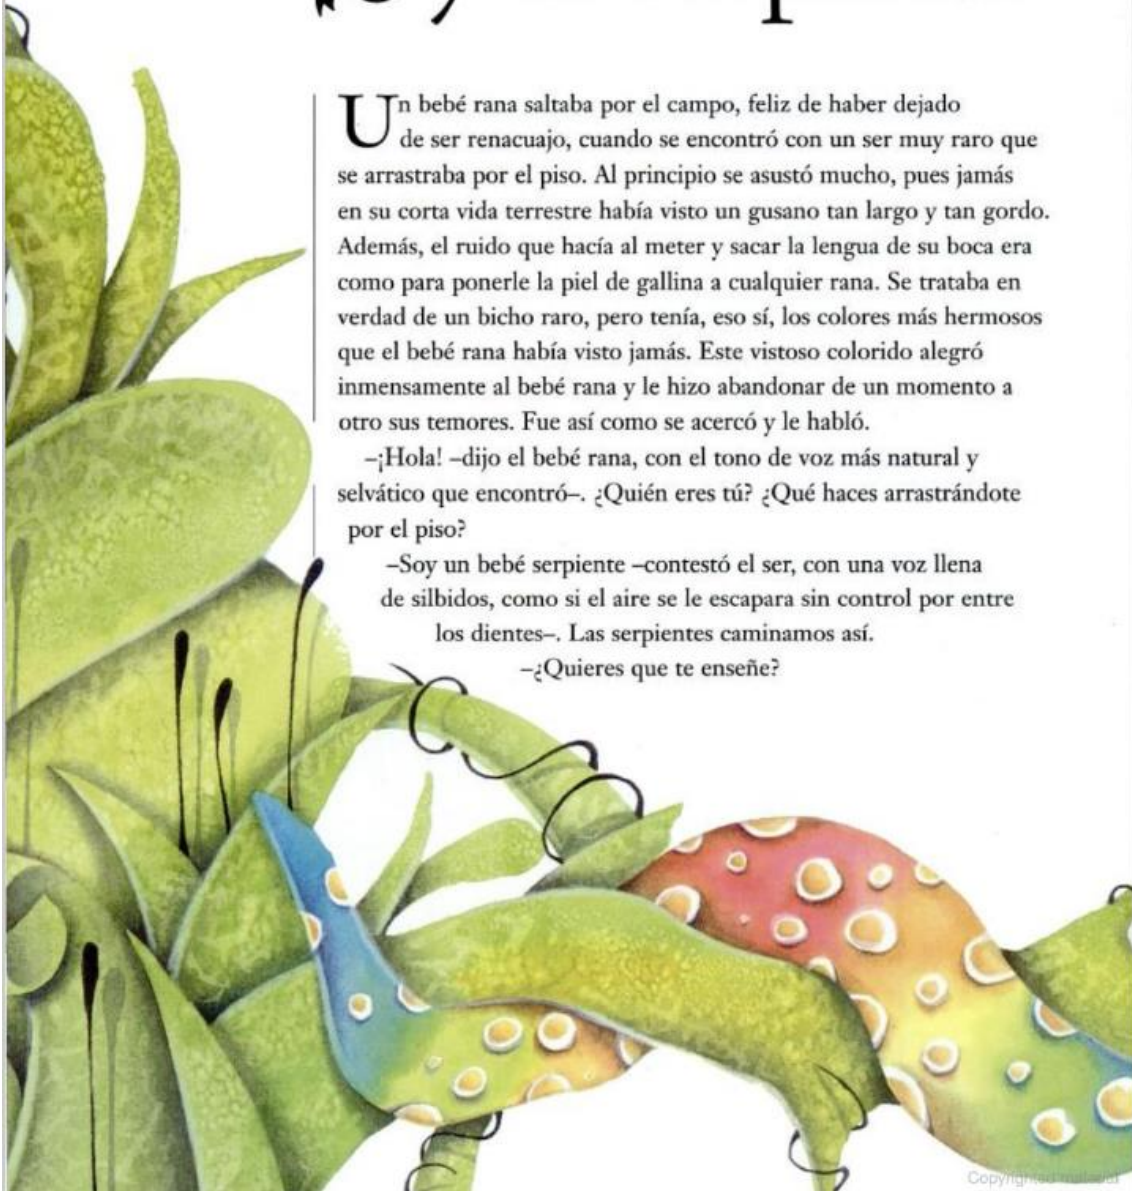 Un bebé rana saltaba por el campo, feliz de haber dejado
de ser renacuajo, cuando se encontró con un ser muy raro que
se arrastraba por el piso. Al principio se asustó mucho, pues jamás
en su corta vida terrestre había visto un gusano tan largo y tan gordo.
Además, el ruido que hacía al meter y sacar la lengua de su boca era
como para ponerle la piel de gallina a cualquier rana. Se trataba en
verdad de un bicho raro, pero tenía, eso sí, los colores más hermosos
que el bebé rana había visto jamás. Este vistoso colorido alegró
inmensamente al bebé rana y le hizo abandonar de un momento a
otro sus temores. Fue así como se acercó y le habló.
–¡Hola! –dijo el bebé rana, con el tono de voz más natural y
selvático que encontró–. ¿Quién eres tú? ¿Qué haces arrastrándote
por el piso?
–Soy un bebé serpiente –contestó el ser, con una voz llena
de silbidos, como si el aire se le escapara sin control por entre
los dientes–. Las serpientes caminamos así.
–¿Quieres que te enseñe?
Copyrighted material